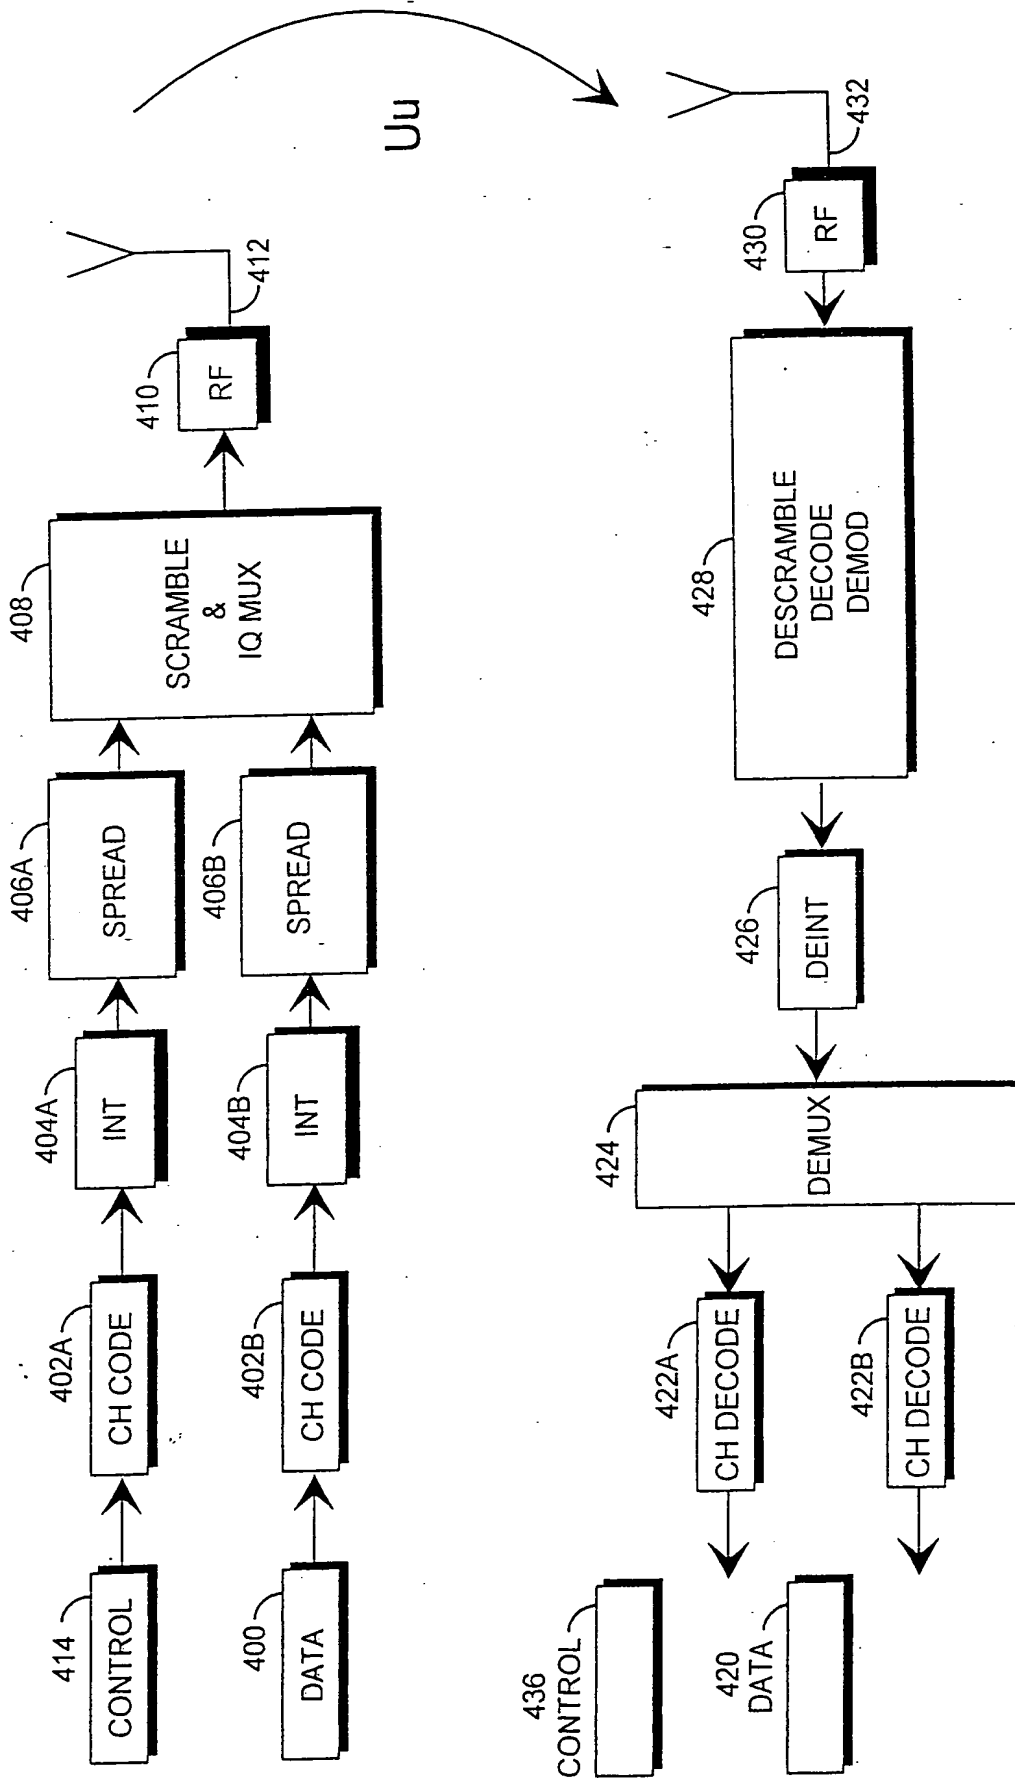 414
CONTROL
402A
CH CODE
404A
INT
406A
SPREAD
408
SCRAMBLE
&
IQ MUX
410
RF
412
400
DATA
402B
CH CODE
404B
INT
406B
SPREAD
Uu
436
CONTROL
420
DATA
422A
CH DECODE
422B
CH DECODE
424
DEMUX
426
DEINT
428
DESCRAMBLE
DECODE
DEMOD
430
RF
432